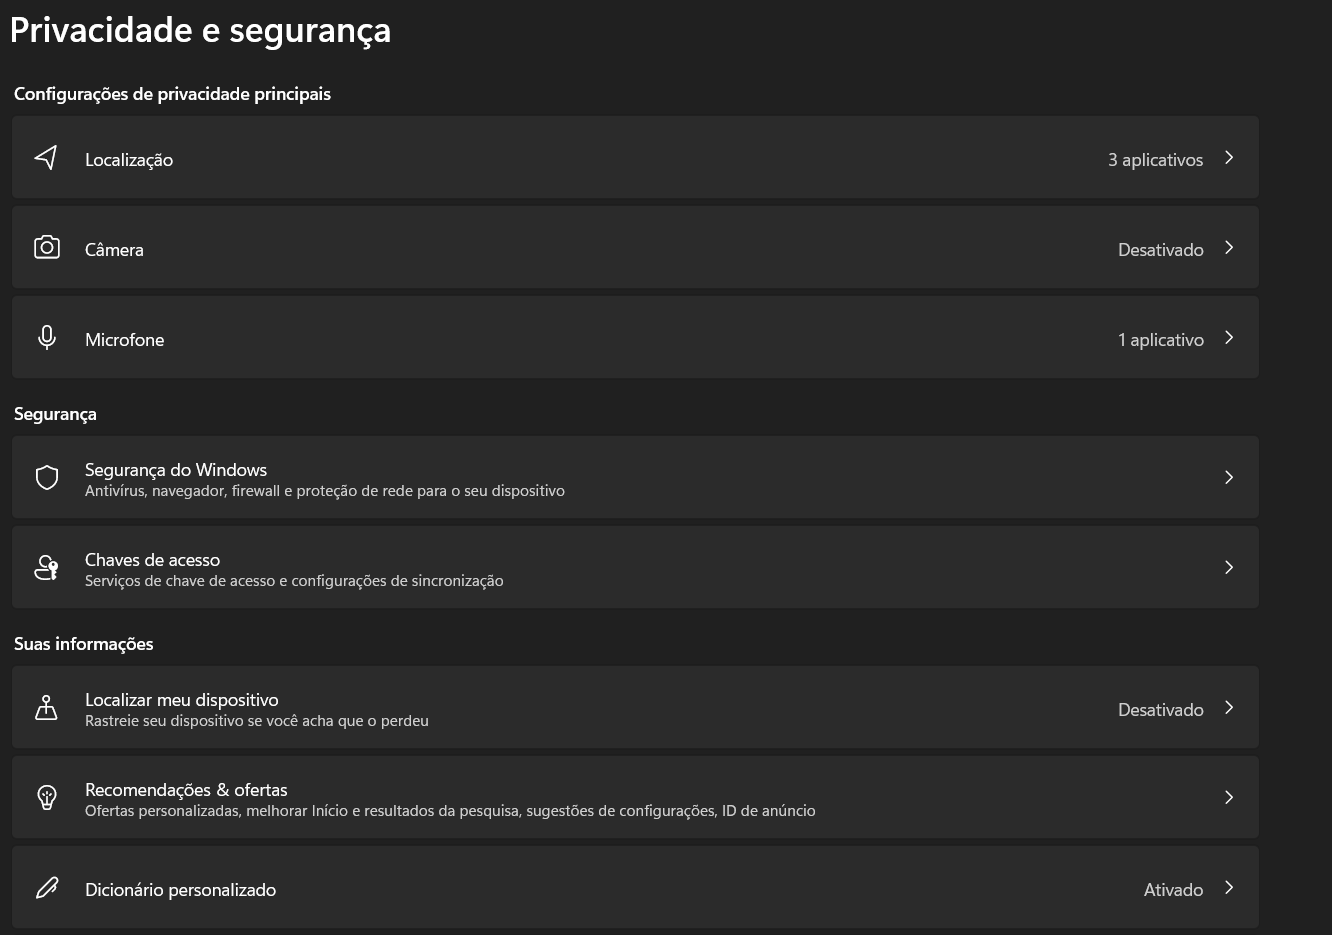 Privacidade e segurança
Configurações de privacidade principais
Localização
3 aplicativos
Câmera
Desativado
Microfone
1 aplicativo
Segurança
Segurança do Windows
Antivírus, navegador, firewall e proteção de rede para o seu dispositivo
Chaves de acesso
Serviços de chave de acesso e configurações de sincronização
Suas informações
Localizar meu dispositivo
Rastreie seu dispositivo se você acha que o perdeu
Desativado
Recomendações & ofertas
Ofertas personalizadas, melhorar Início e resultados da pesquisa, sugestões de configurações, ID de anúncio
Dicionário personalizado
Ativado